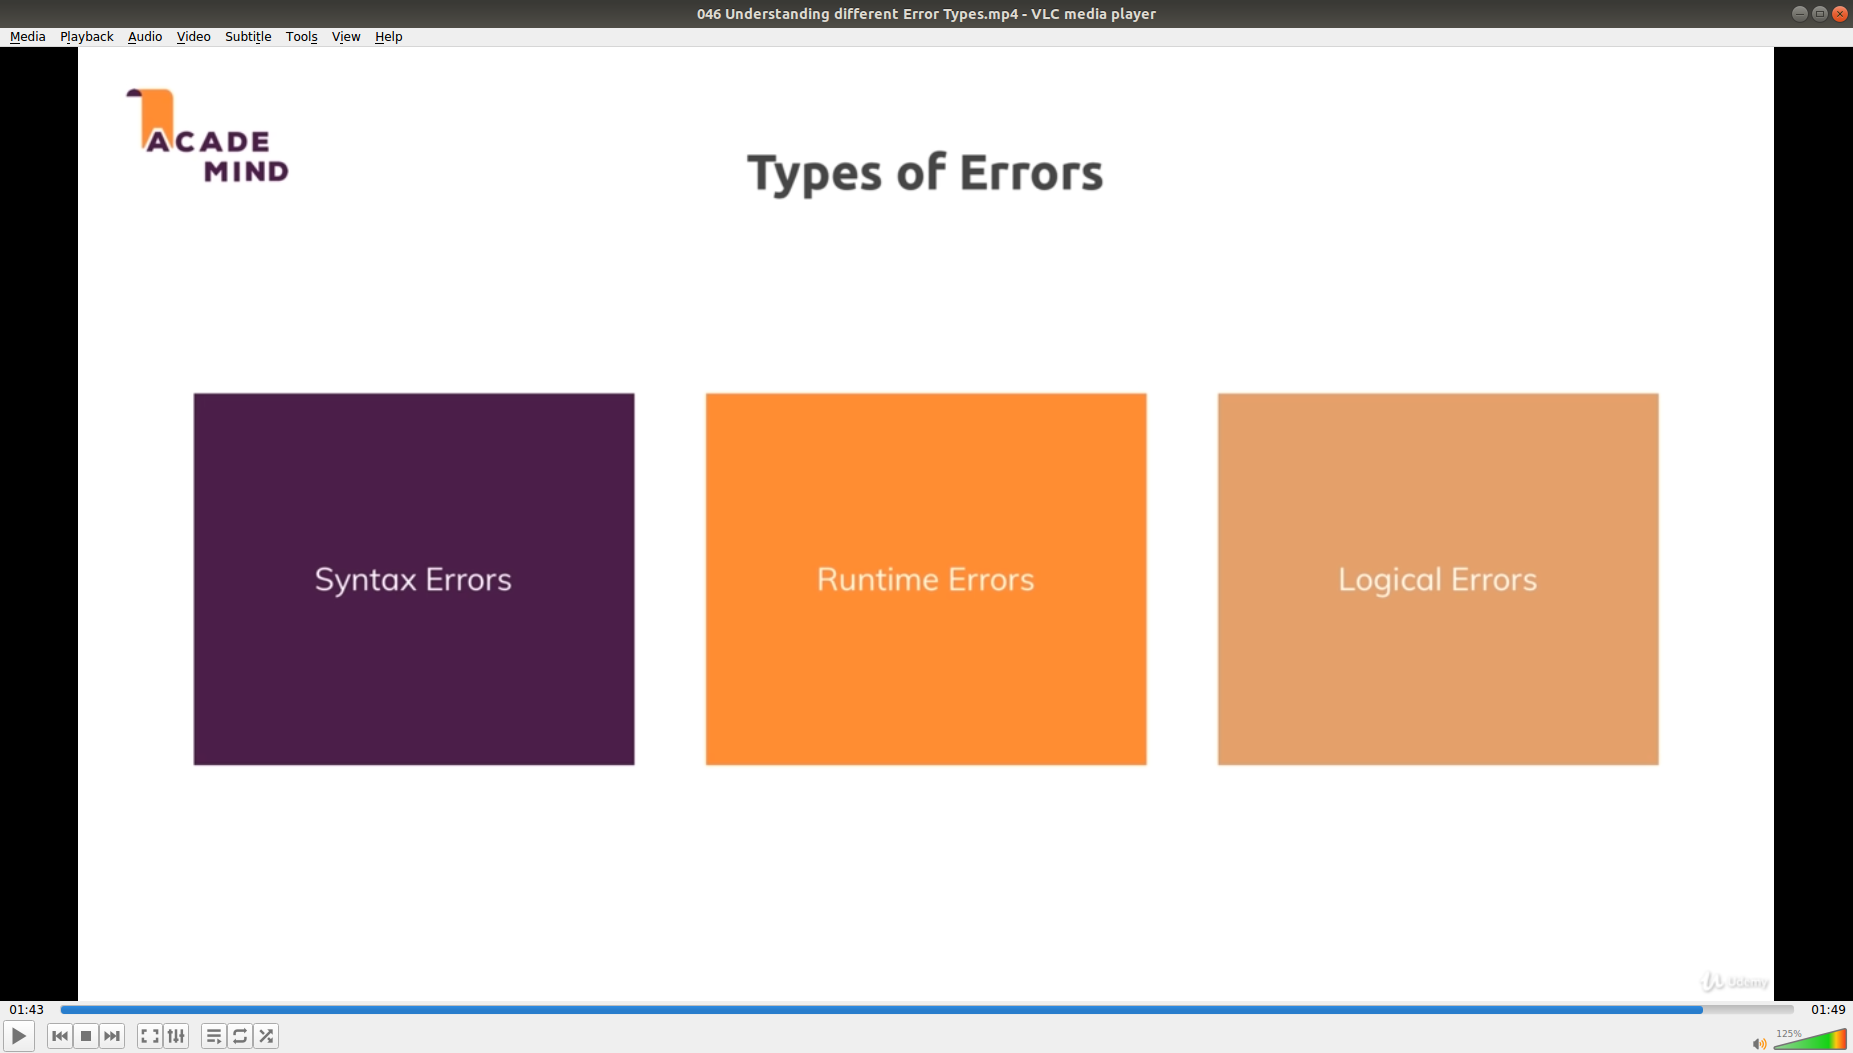 046 Understanding different Error Types.mp4 - VLC media player
Media Playback Audio Video Subtitle Tools View Help
ACADE
MIND
Types of Errors
Syntax Errors
Runtime Errors
Logical Errors
Udemy
01:43
01:49
125%